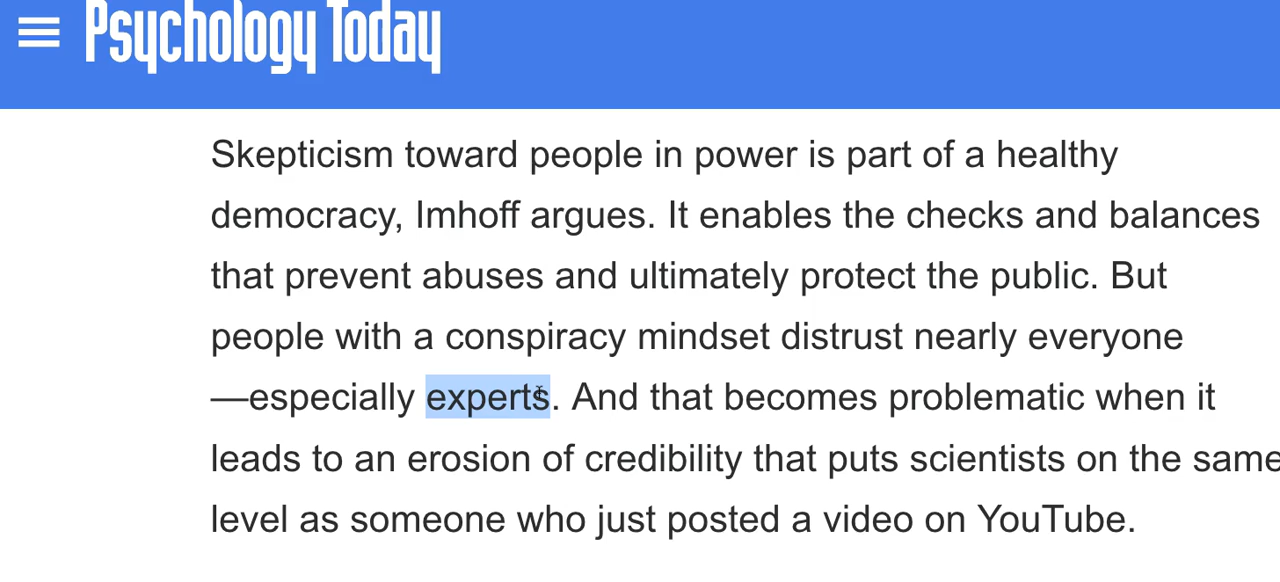 Psychology Today
Skepticism toward people in power is part of a healthy
democracy, Imhoff argues. It enables the checks and balances
that prevent abuses and ultimately protect the public. But
people with a conspiracy mindset distrust nearly everyone
—especially experts. And that becomes problematic when it
leads to an erosion of credibility that puts scientists on the same
level as someone who just posted a video on YouTube.